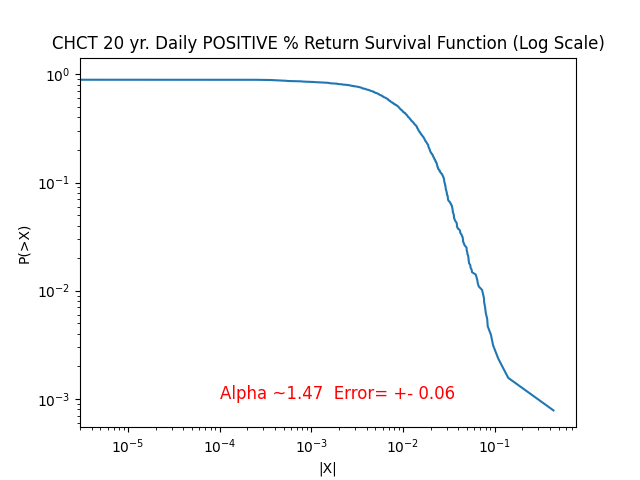 CHCT 20 yr. Daily POSITIVE % Return Survival Function (Log Scale)
10⁰
10⁻¹
10⁻²
10⁻³
P(>X)
Alpha ~1.47 Error= +- 0.06
10⁻⁵ 10⁻⁴ 10⁻³ 10⁻² 10⁻¹
|X|